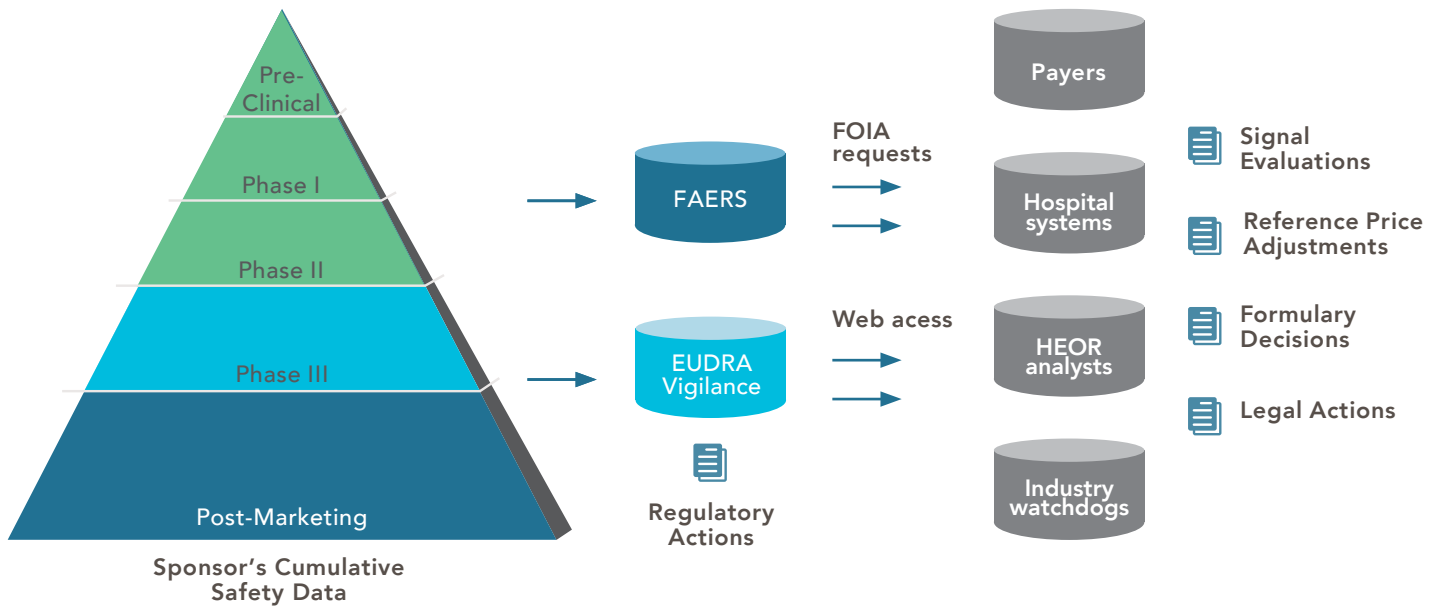 Pre-
Clinical
Phase I
Phase II
Phase III
Post-Marketing
Sponsor's Cumulative
Safety Data
FAERS
EUDRA
Vigilance
Regulatory
Actions
FOIA
requests
Web acess
Payers
Hospital
systems
HEOR
analysts
Industry
watchdogs
Signal
Evaluations
Reference Price
Adjustments
Formulary
Decisions
Legal Actions